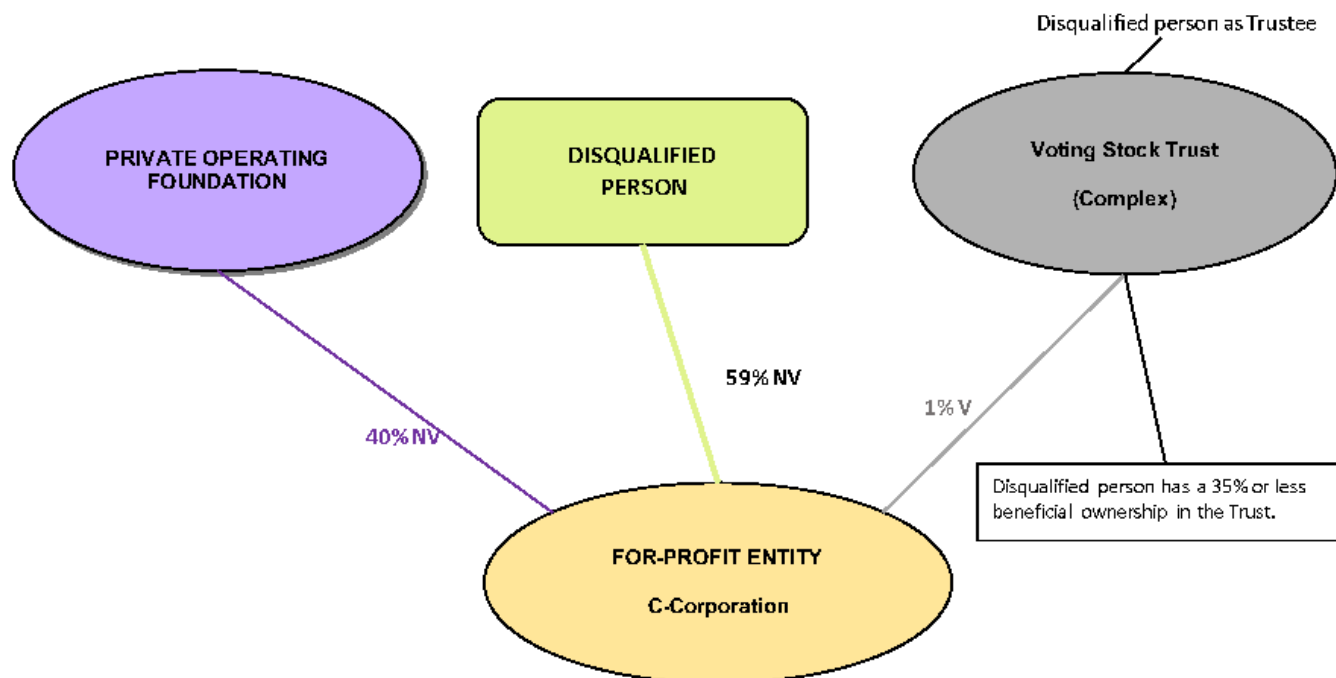 Disqualified person as Trustee
PRIVATE OPERATING
FOUNDATION
DISQUALIFIED
PERSON
Voting Stock Trust
(Complex)
59% NV
1% V
40% NV
Disqualified person has a 35% or less
beneficial ownership in the Trust.
FOR-PROFIT ENTITY
C-Corporation